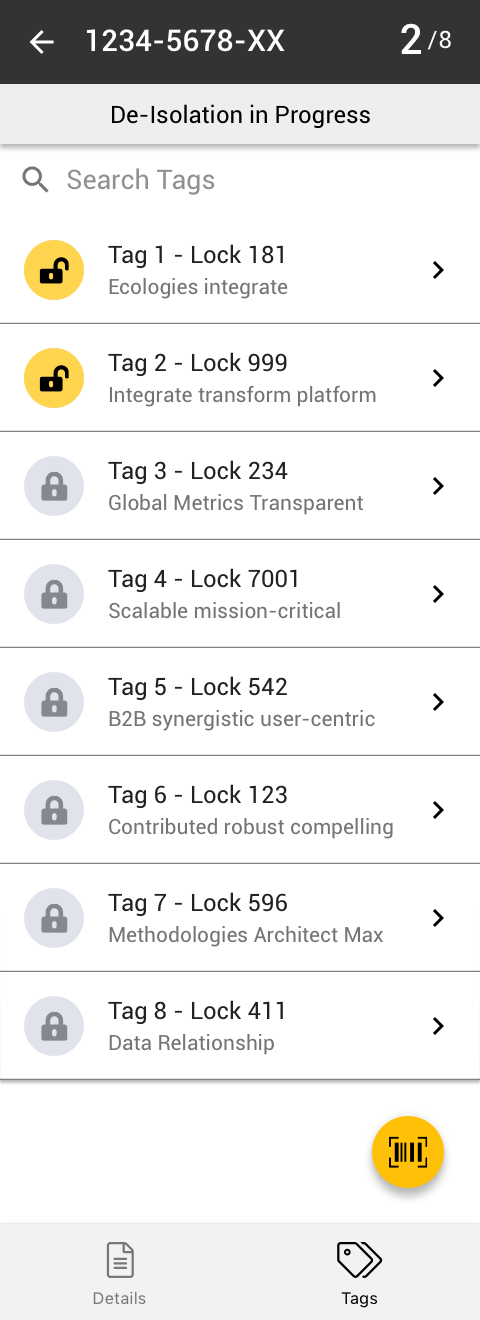 1234-5678-XX 2/8
De-Isolation in Progress
Search Tags
Tag 1 - Lock 181
Ecologies integrate
Tag 2 - Lock 999
Integrate transform platform
Tag 3 - Lock 234
Global Metrics Transparent
Tag 4 - Lock 7001
Scalable mission-critical
Tag 5 - Lock 542
B2B synergistic user-centric
Tag 6 - Lock 123
Contributed robust compelling
Tag 7 - Lock 596
Methodologies Architect Max
Tag 8 - Lock 411
Data Relationship
Details Tags